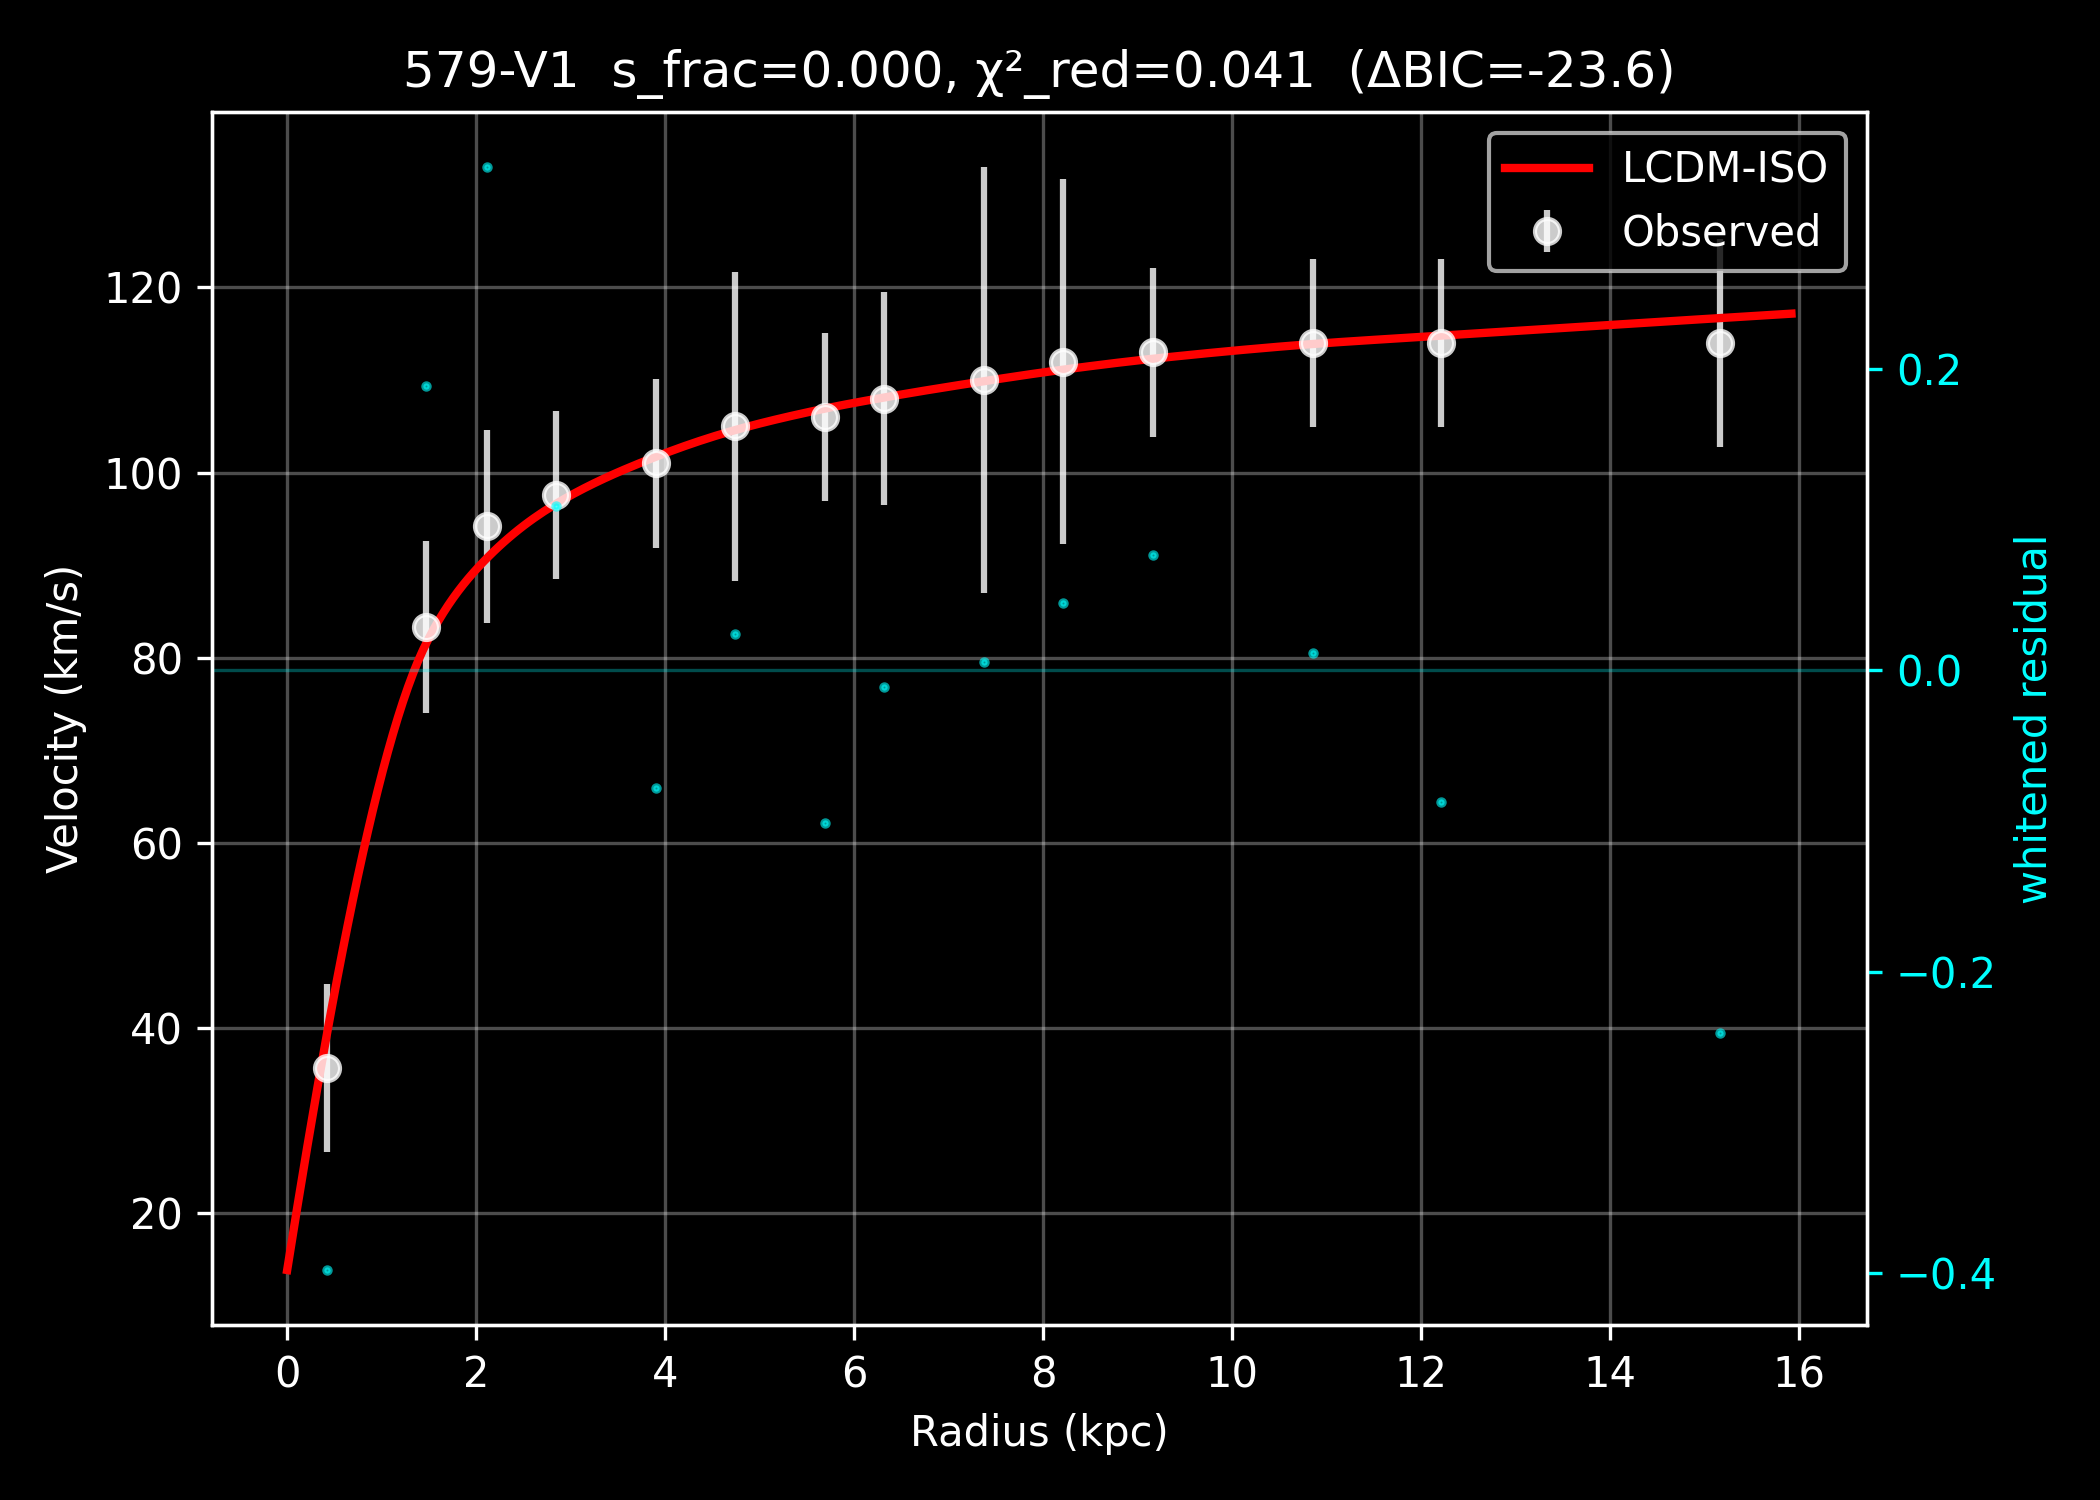 579-V1  s_frac=0.000, χ²_red=0.041  (ΔBIC=-23.6)
LCDM-ISO
Observed
Velocity (km/s)
120
100
80
60
40
20
0.2
0.0
−0.2
−0.4
whitened residual
0 2 4 6 8 10 12 14 16
Radius (kpc)